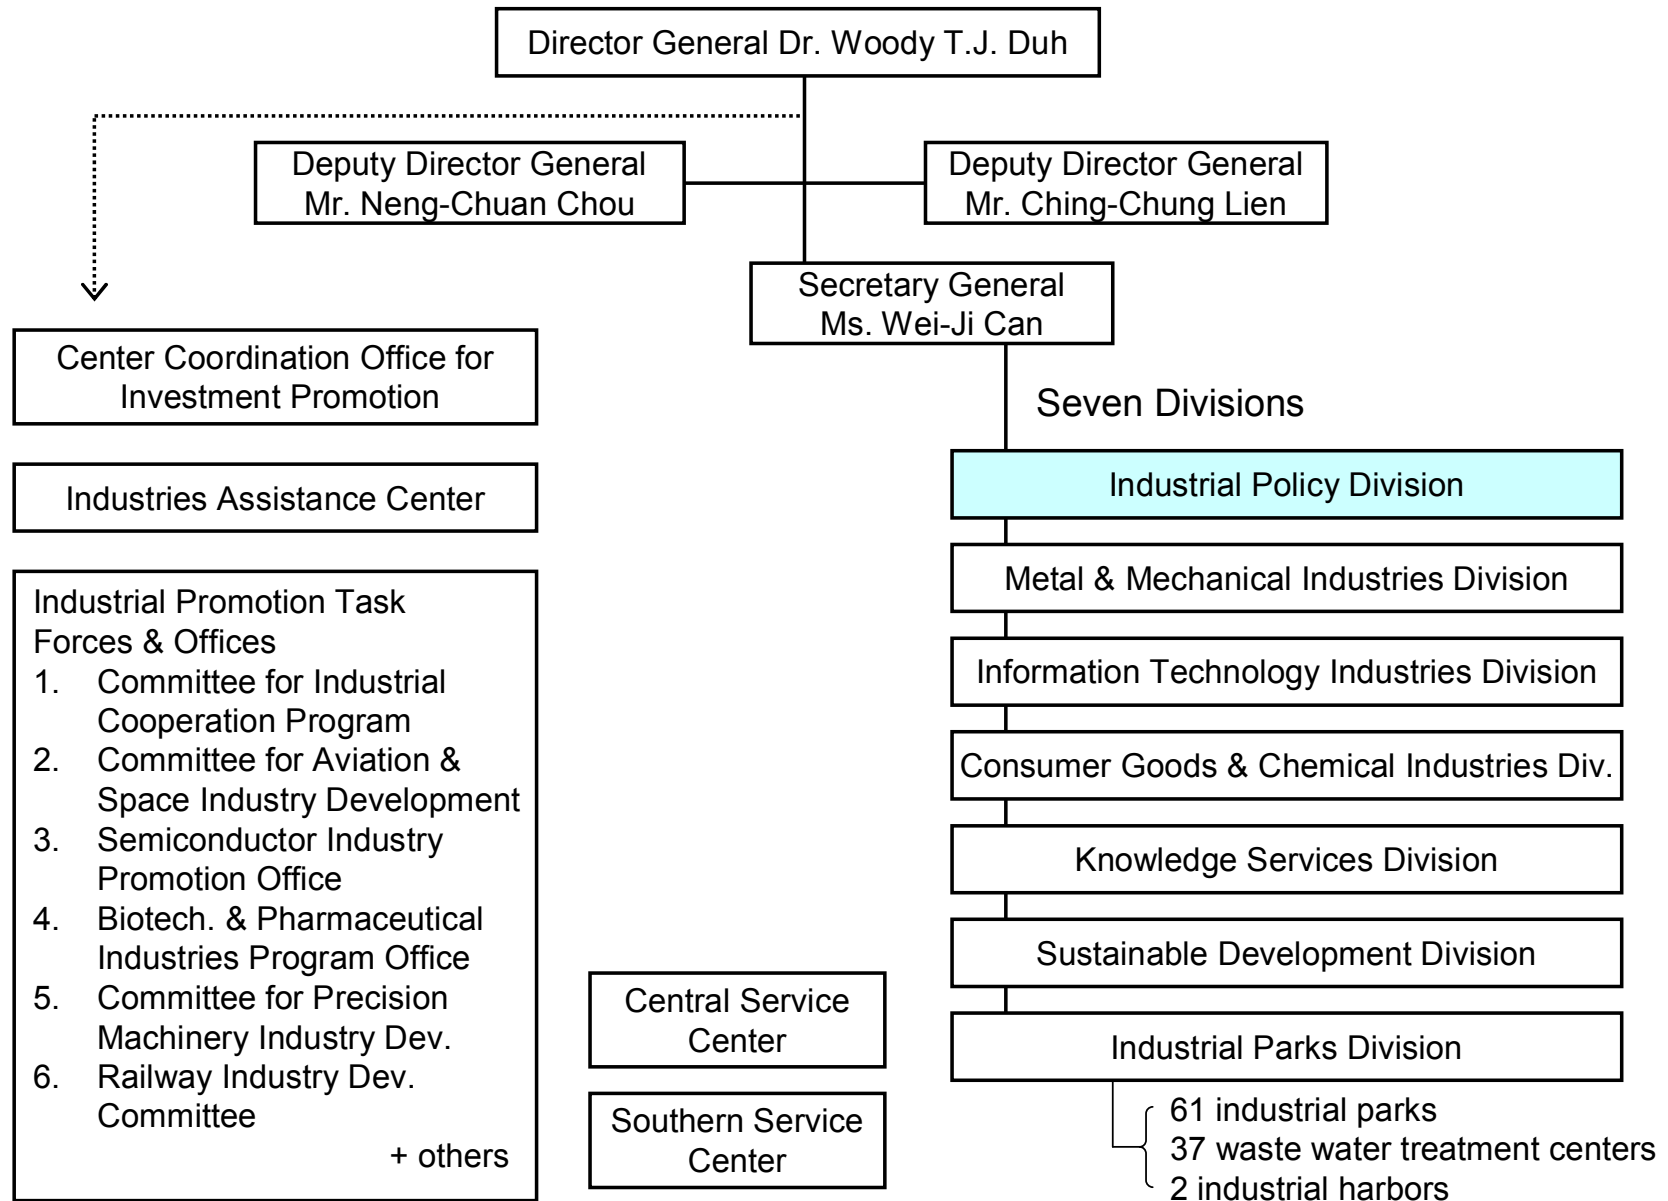 Director General Dr. Woody T.J. Duh
Deputy Director General
Mr. Neng-Chuan Chou
Deputy Director General
Mr. Ching-Chung Lien
Secretary General
Ms. Wei-Ji Can
Center Coordination Office for
Investment Promotion
Industries Assistance Center
Industrial Promotion Task
Forces & Offices
1. Committee for Industrial
Cooperation Program
2. Committee for Aviation &
Space Industry Development
3. Semiconductor Industry
Promotion Office
4. Biotech. & Pharmaceutical
Industries Program Office
5. Committee for Precision
Machinery Industry Dev.
6. Railway Industry Dev.
Committee
+ others
Central Service
Center
Southern Service
Center
Seven Divisions
Industrial Policy Division
Metal & Mechanical Industries Division
Information Technology Industries Division
Consumer Goods & Chemical Industries Div.
Knowledge Services Division
Sustainable Development Division
Industrial Parks Division
61 industrial parks
37 waste water treatment centers
2 industrial harbors